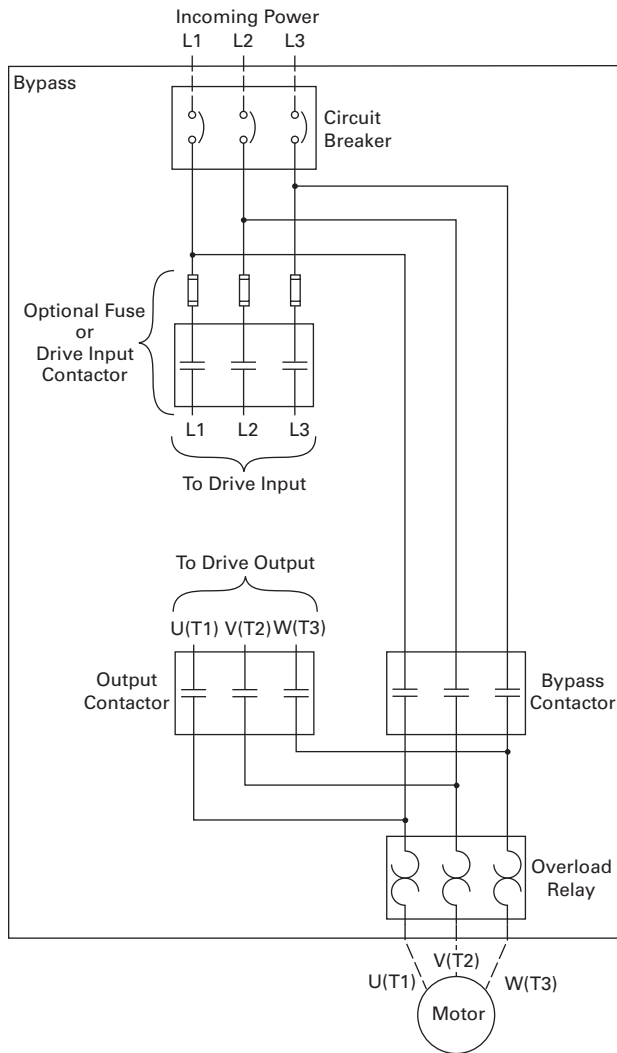 Incoming Power
L1 L2 L3
Bypass
Circuit
Breaker
Optional Fuse
or
Drive Input
Contactor
L1 L2 L3
To Drive Input
To Drive Output
U(T1) V(T2) W(T3)
Output
Contactor
Bypass
Contactor
Overload
Relay
U(T1) V(T2) W(T3)
Motor